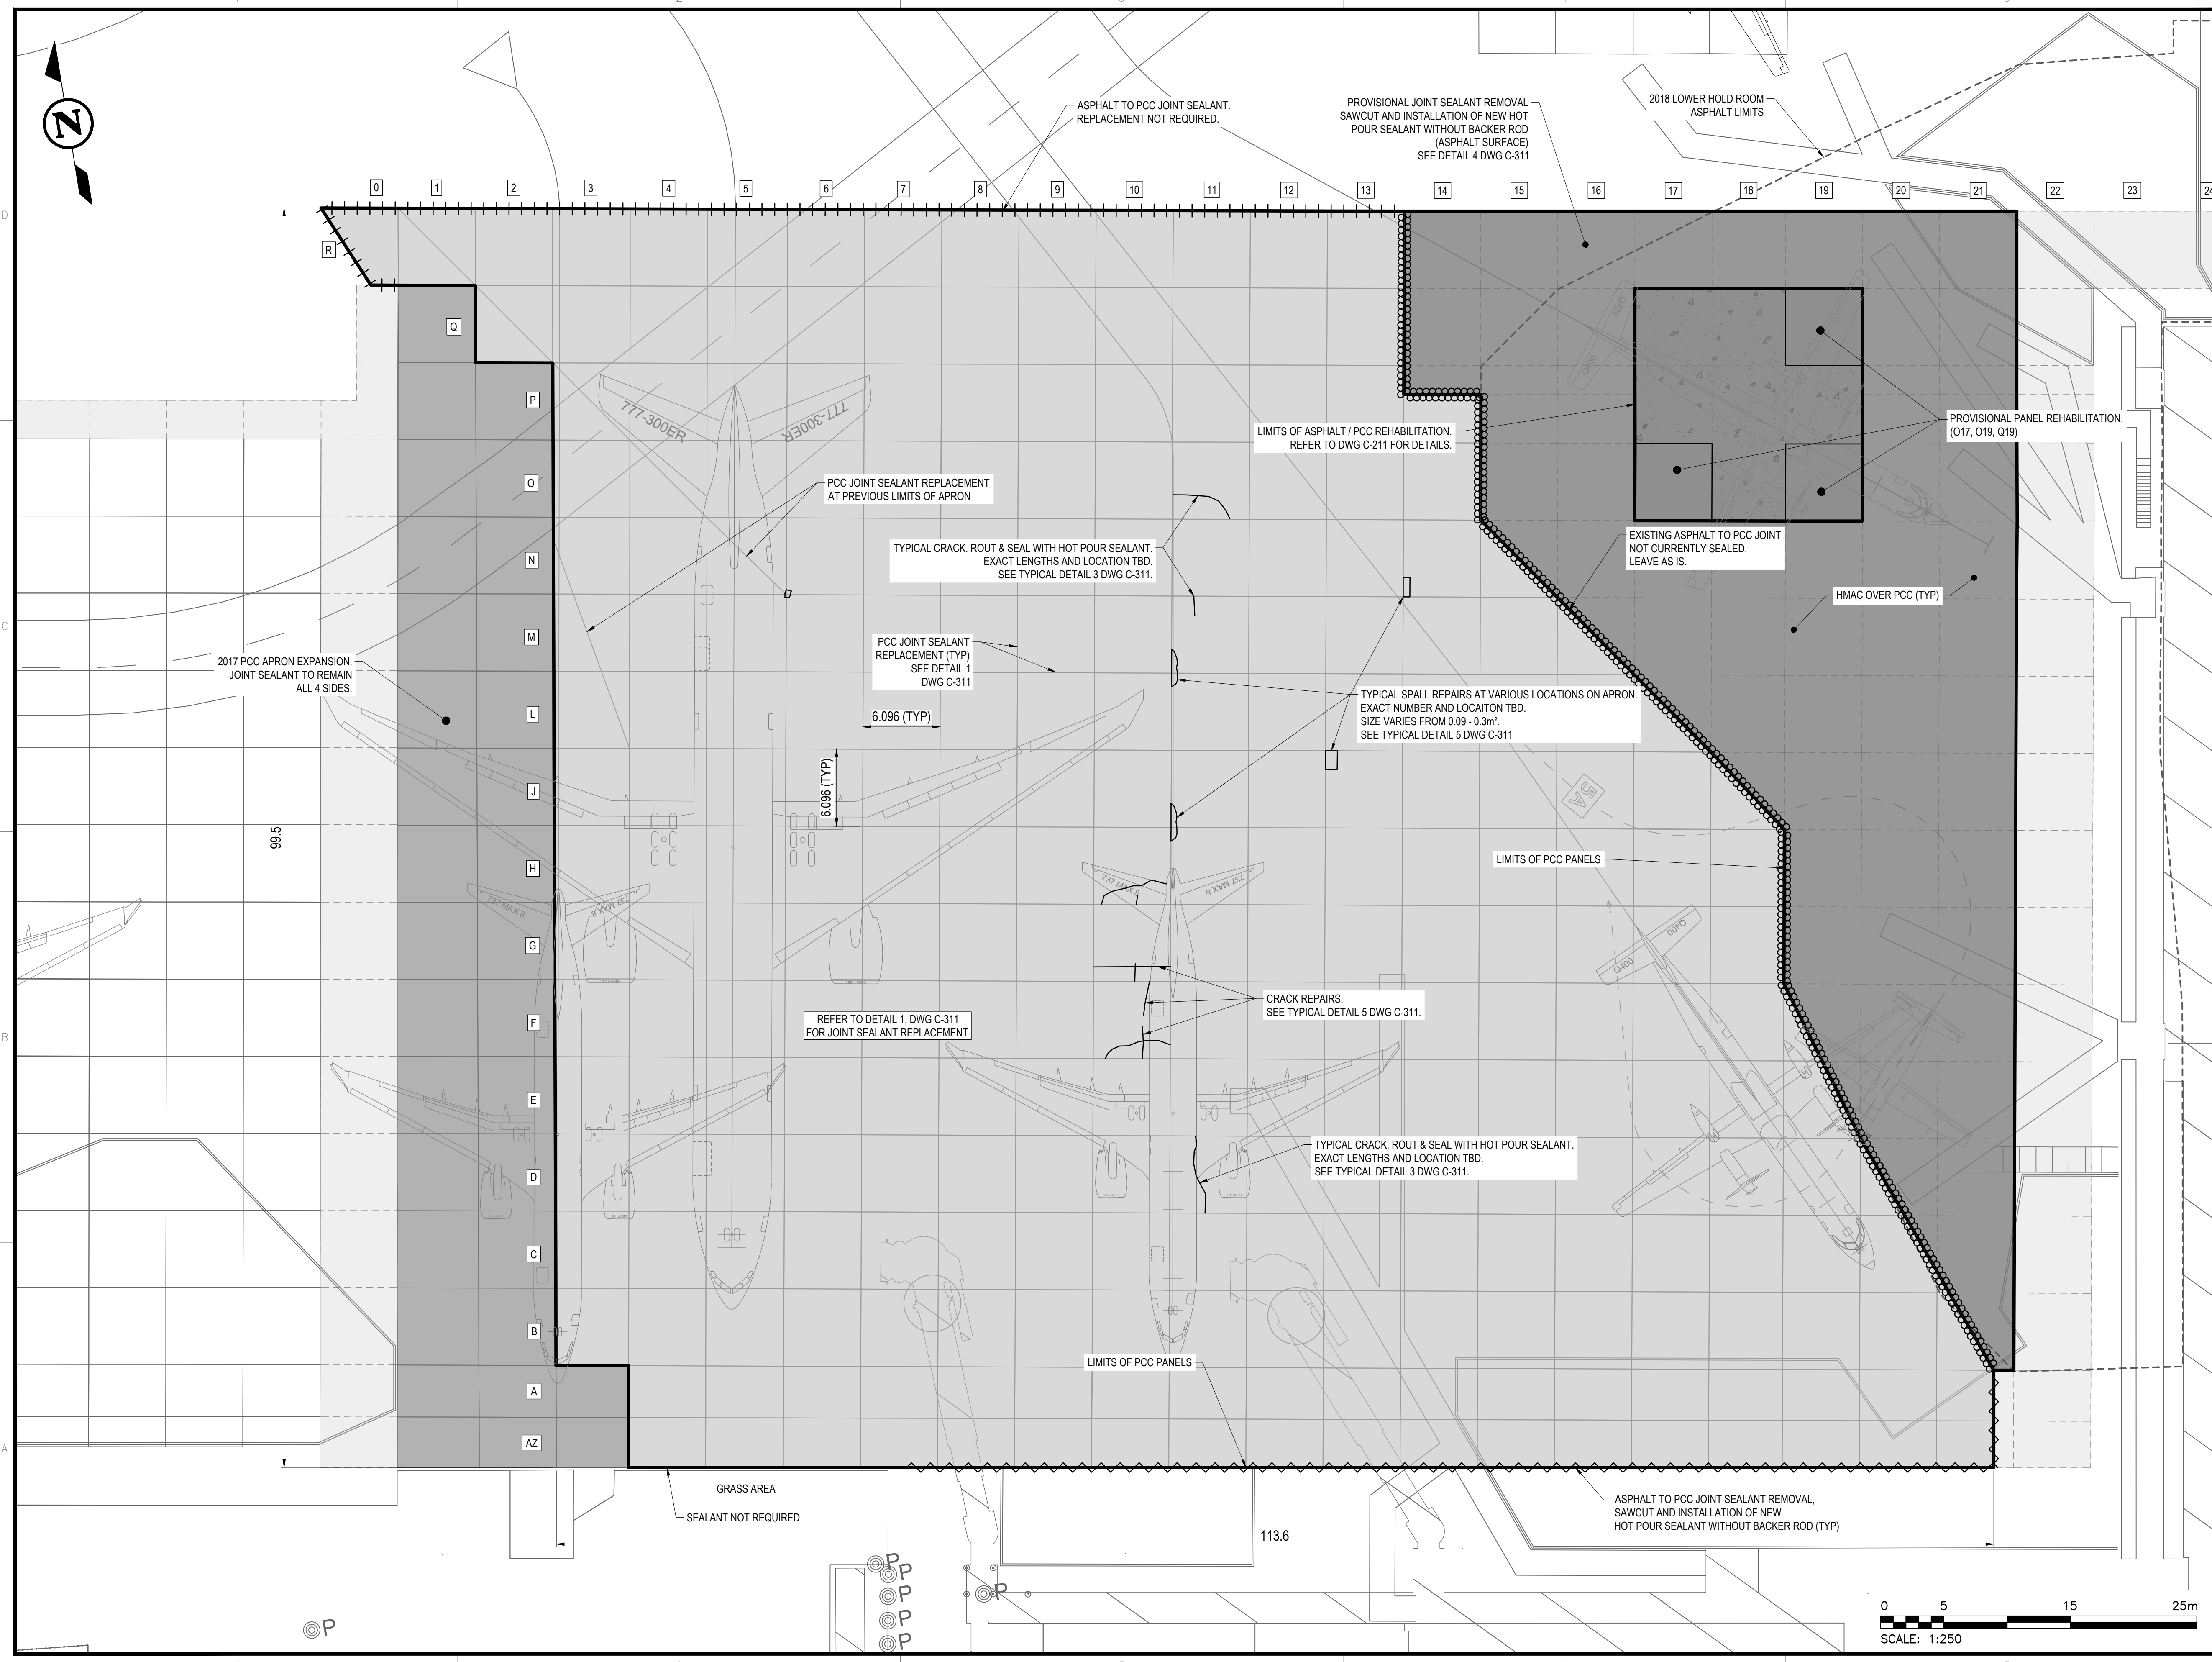 ASPHALT TO PCC JOINT SEALANT.
REPLACEMENT NOT REQUIRED.
PROVISIONAL JOINT SEALANT REMOVAL
SAWCUT AND INSTALLATION OF NEW HOT
POUR SEALANT WITHOUT BACKER ROD
(ASPHALT SURFACE)
SEE DETAIL 4 DWG C-311
2018 LOWER HOLD ROOM
ASPHALT LIMITS
N
0 1 2 3 4 5 6 7 8 9 10 11 12 13 14 15 16 17 18 19 20 21 22 23
D
R
Q
P
O
N
M
L
J
H
G
F
E
D
C
B
A
AZ
C
B
A
777-300ER
777-300ER
Q400
LIMITS OF ASPHALT / PCC REHABILITATION.
REFER TO DWG C-211 FOR DETAILS.
PROVISIONAL PANEL REHABILITATION.
(O17, O19, Q19)
PCC JOINT SEALANT REPLACEMENT
AT PREVIOUS LIMITS OF APRON
TYPICAL CRACK. ROUT & SEAL WITH HOT POUR SEALANT.
EXACT LENGTHS AND LOCATION TBD.
SEE TYPICAL DETAIL 3 DWG C-311.
EXISTING ASPHALT TO PCC JOINT
NOT CURRENTLY SEALED.
LEAVE AS IS.
HMAC OVER PCC (TYP)
PCC JOINT SEALANT
REPLACEMENT (TYP)
SEE DETAIL 1
DWG C-311
2017 PCC APRON EXPANSION.
JOINT SEALANT TO REMAIN
ALL 4 SIDES.
TYPICAL SPALL REPAIRS AT VARIOUS LOCATIONS ON APRON.
EXACT NUMBER AND LOCAITON TBD.
SIZE VARIES FROM 0.09 - 0.3m².
SEE TYPICAL DETAIL 5 DWG C-311
6.096 (TYP)
6.096 (TYP)
5A
99.5
LIMITS OF PCC PANELS
737 MAX 8
737 MAX 8
737 MAX 8
737 MAX 8
Q400
Q400
CRACK REPAIRS.
SEE TYPICAL DETAIL 5 DWG C-311.
REFER TO DETAIL 1, DWG C-311
FOR JOINT SEALANT REPLACEMENT
TYPICAL CRACK. ROUT & SEAL WITH HOT POUR SEALANT.
EXACT LENGTHS AND LOCATION TBD.
SEE TYPICAL DETAIL 3 DWG C-311.
LIMITS OF PCC PANELS
GRASS AREA
SEALANT NOT REQUIRED
ASPHALT TO PCC JOINT SEALANT REMOVAL,
SAWCUT AND INSTALLATION OF NEW
HOT POUR SEALANT WITHOUT BACKER ROD (TYP)
113.6
P
P
P
P
P
P
P
0 5 15 25m
SCALE: 1:250